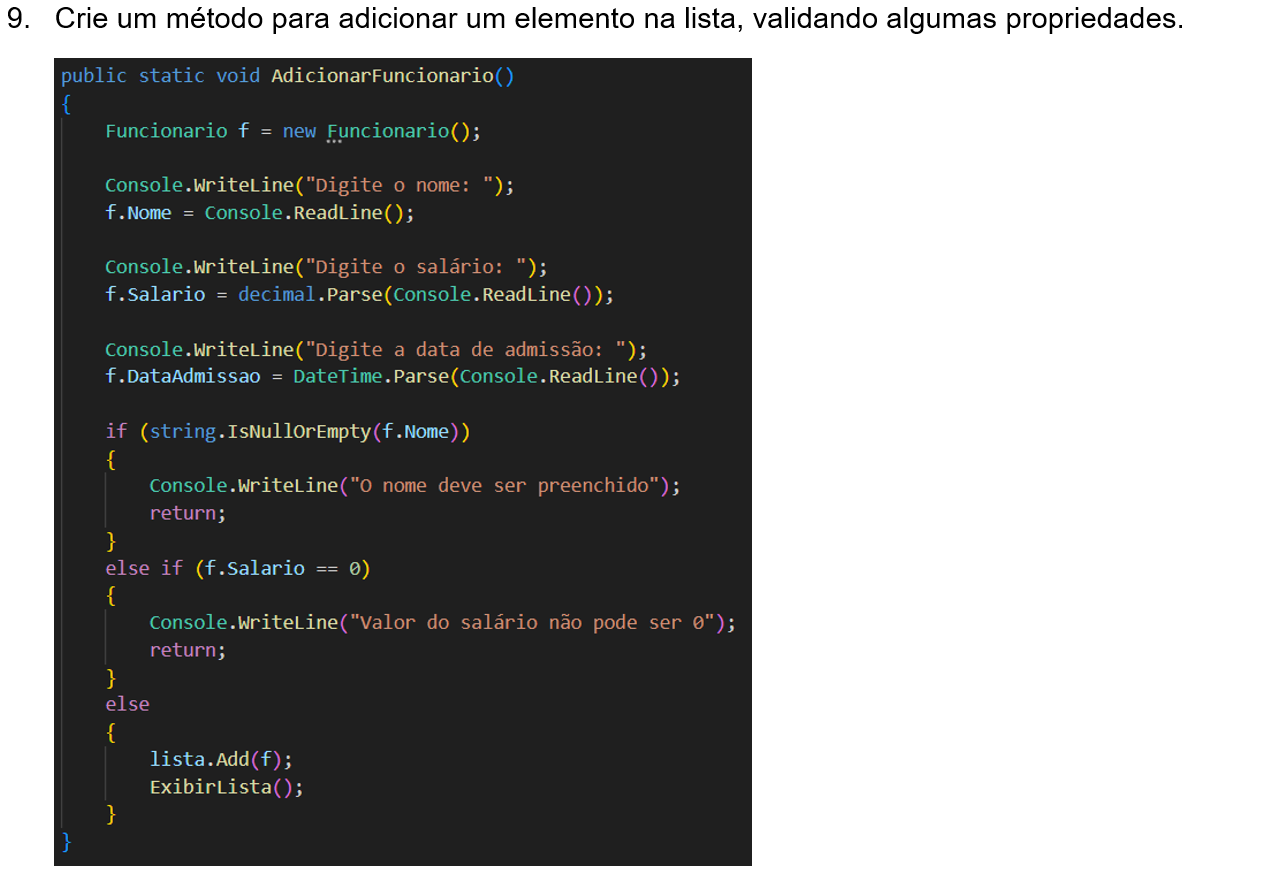 9. Crie um método para adicionar um elemento na lista, validando algumas propriedades.
public static void AdicionarFuncionario()
{
    Funcionario f = new Funcionario();

    Console.WriteLine("Digite o nome: ");
    f.Nome = Console.ReadLine();

    Console.WriteLine("Digite o salário: ");
    f.Salario = decimal.Parse(Console.ReadLine());

    Console.WriteLine("Digite a data de admissão: ");
    f.DataAdmissao = DateTime.Parse(Console.ReadLine());

    if (string.IsNullOrEmpty(f.Nome))
    {
        Console.WriteLine("O nome deve ser preenchido");
        return;
    }
    else if (f.Salario == 0)
    {
        Console.WriteLine("Valor do salário não pode ser 0");
        return;
    }
    else
    {
        lista.Add(f);
        ExibirLista();
    }
}